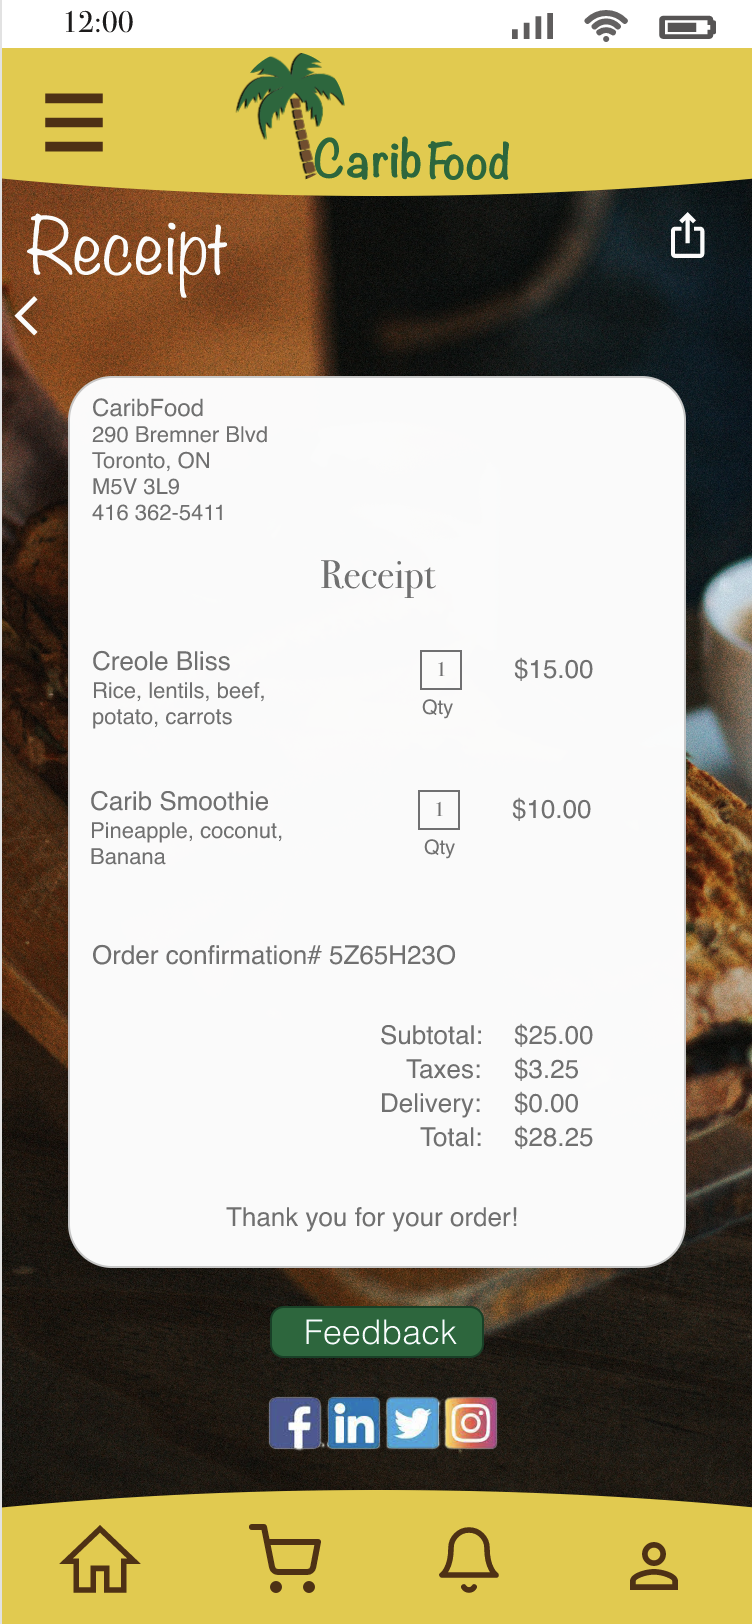 12:00
CaribFood
Receipt
CaribFood
290 Bremner Blvd
Toronto, ON
M5V 3L9
416 362-5411
Receipt
Creole Bliss 1 $15.00
Rice, lentils, beef, Qty
potato, carrots
Carib Smoothie 1 $10.00
Pineapple, coconut, Qty
Banana
Order confirmation# 5Z65H23O
Subtotal: $25.00
Taxes: $3.25
Delivery: $0.00
Total: $28.25
Thank you for your order!
Feedback